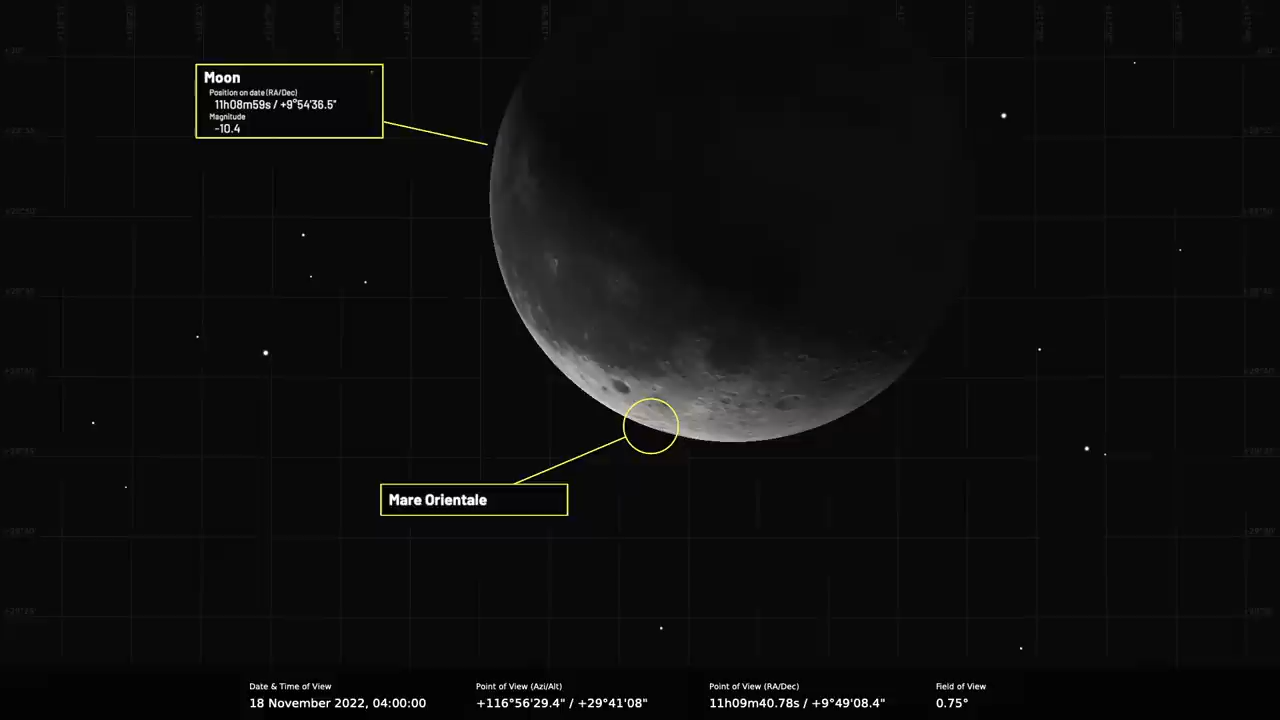 Moon
Position on date (RA/Dec)
11h08m59s / +9°54'36.5"
Magnitude
-10.4
Mare Orientale
Date & Time of View
18 November 2022, 04:00:00
Point of View (Azi/Alt)
+116°56'29.4" / +29°41'08"
Point of View (RA/Dec)
11h09m40.78s / +9°49'08.4"
Field of View
0.75°